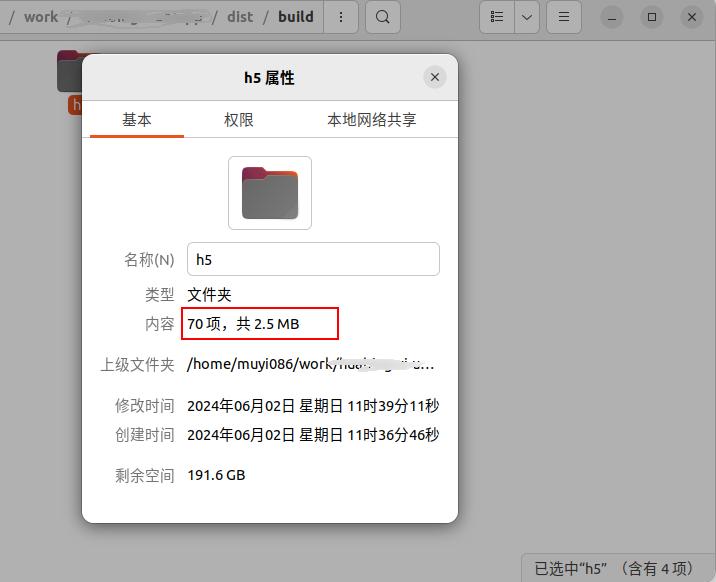 / work / / dist / build
h5 属性
h
基本 权限 本地网络共享
名称(N) h5
类型 文件夹
内容 70 项，共 2.5 MB
上级文件夹 /home/muyi086/work/
修改时间 2024年06月02日 星期日 11时39分11秒
创建时间 2024年06月02日 星期日 11时36分46秒
剩余空间 191.6 GB
已选中“h5” （含有 4 项）